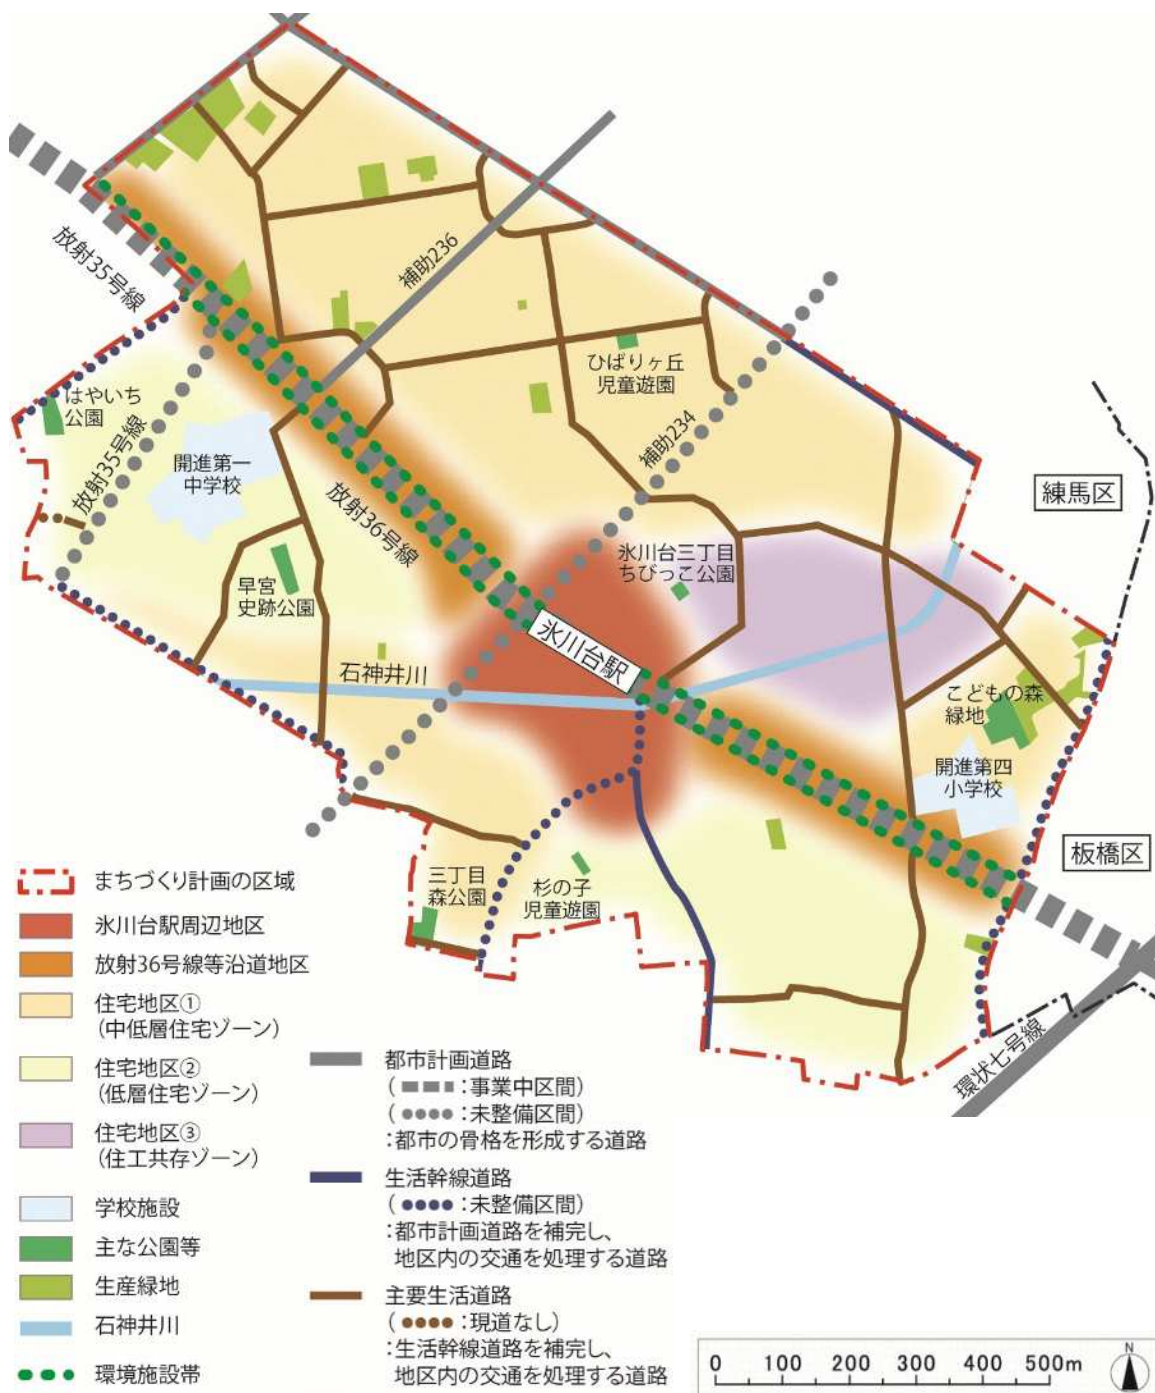 放射35号線
補助236
ひばりヶ丘
児童遊園
はやいち
公園
放射35号線
開進第一
中学校
補助234
練馬区
放射36号線
氷川台三丁目
ちびっこ公園
早宮
史跡公園
氷川台駅
石神井川
こどもの森
緑地
開進第四
小学校
板橋区
三丁目
森公園
杉の子
児童遊園
環状七号線
まちづくり計画の区域
氷川台駅周辺地区
放射36号線等沿道地区
住宅地区①
(中低層住宅ゾーン)
住宅地区②
(低層住宅ゾーン)
住宅地区③
(住工共存ゾーン)
学校施設
主な公園等
生産緑地
石神井川
環境施設帯
都市計画道路
( :事業中区間)
( :未整備区間)
:都市の骨格を形成する道路
生活幹線道路
( :未整備区間)
:都市計画道路を補完し、
地区内の交通を処理する道路
主要生活道路
( :現道なし)
:生活幹線道路を補完し、
地区内の交通を処理する道路
0 100 200 300 400 500m
N